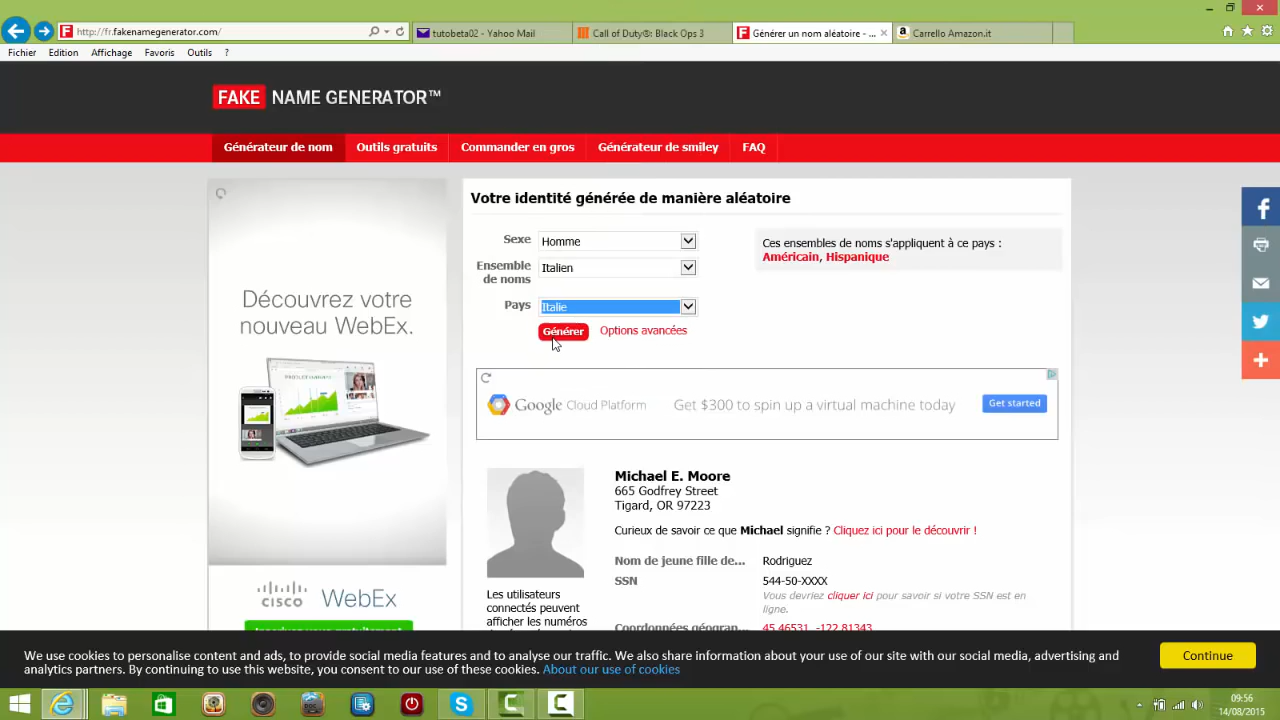 http://fr.fakenamegenerator.com/
tutobeta02 - Yahoo Mail
Call of Duty®: Black Ops 3
Générer un nom aléatoire - ...
Carrello Amazon.it
Fichier Edition Affichage Favoris Outils ?
FAKE NAME GENERATOR™
Générateur de nom Outils gratuits Commander en gros Générateur de smiley FAQ
Votre identité générée de manière aléatoire
Sexe Homme
Ensemble de noms Italien
Pays Italie
Générer Options avancées
Ces ensembles de noms s'appliquent à ce pays :
Américain, Hispanique
Découvrez votre
nouveau WebEx.
CISCO WebEx
Google Cloud Platform Get $300 to spin up a virtual machine today Get started
Michael E. Moore
665 Godfrey Street
Tigard, OR 97223
Curieux de savoir ce que Michael signifie ? Cliquez ici pour le découvrir !
Nom de jeune fille de... Rodriguez
SSN 544-50-XXXX
Vous devriez cliquer ici pour savoir si votre SSN est en
ligne.
Coordonnées géogran... 45.46531, -122.81343
Les utilisateurs
connectés peuvent
afficher les numéros
We use cookies to personalise content and ads, to provide social media features and to analyse our traffic. We also share information about your use of our site with our social media, advertising and
analytics partners. By continuing to use this website, you consent to our use of these cookies. About our use of cookies
Continue
09:56
14/08/2015